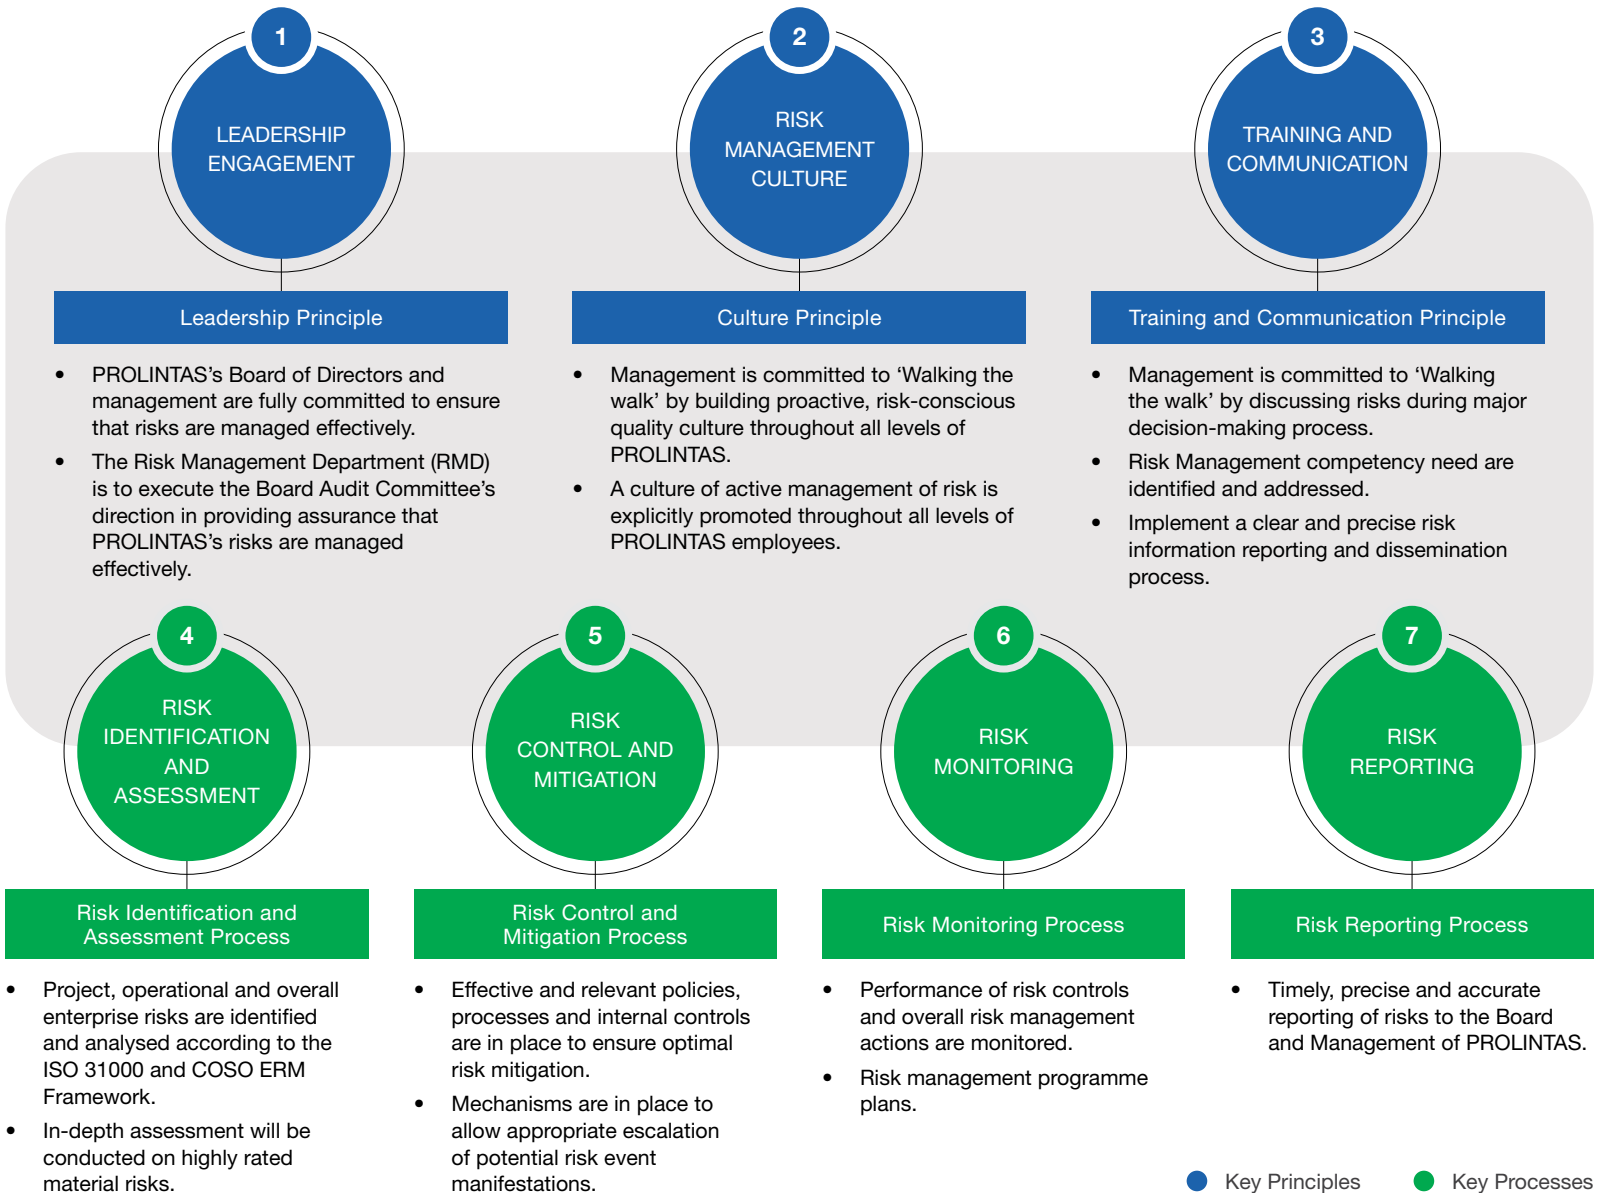 1
LEADERSHIP
ENGAGEMENT
Leadership Principle
• PROLINTAS's Board of Directors and
management are fully committed to ensure
that risks are managed effectively.
• The Risk Management Department (RMD)
is to execute the Board Audit Committee's
direction in providing assurance that
PROLINTAS's risks are managed
effectively.
2
RISK
MANAGEMENT
CULTURE
Culture Principle
• Management is committed to ‘Walking the
walk’ by building proactive, risk-conscious
quality culture throughout all levels of
PROLINTAS.
• A culture of active management of risk is
explicitly promoted throughout all levels of
PROLINTAS employees.
3
TRAINING AND
COMMUNICATION
Training and Communication Principle
• Management is committed to ‘Walking
the walk’ by discussing risks during major
decision-making process.
• Risk Management competency need are
identified and addressed.
• Implement a clear and precise risk
information reporting and dissemination
process.
4
RISK
IDENTIFICATION
AND
ASSESSMENT
Risk Identification and
Assessment Process
• Project, operational and overall
enterprise risks are identified
and analysed according to the
ISO 31000 and COSO ERM
Framework.
• In-depth assessment will be
conducted on highly rated
material risks.
5
RISK
CONTROL AND
MITIGATION
Risk Control and
Mitigation Process
• Effective and relevant policies,
processes and internal controls
are in place to ensure optimal
risk mitigation.
• Mechanisms are in place to
allow appropriate escalation
of potential risk event
manifestations.
6
RISK
MONITORING
Risk Monitoring Process
• Performance of risk controls
and overall risk management
actions are monitored.
• Risk management programme
plans.
7
RISK
REPORTING
Risk Reporting Process
• Timely, precise and accurate
reporting of risks to the Board
and Management of PROLINTAS.
Key Principles
Key Processes